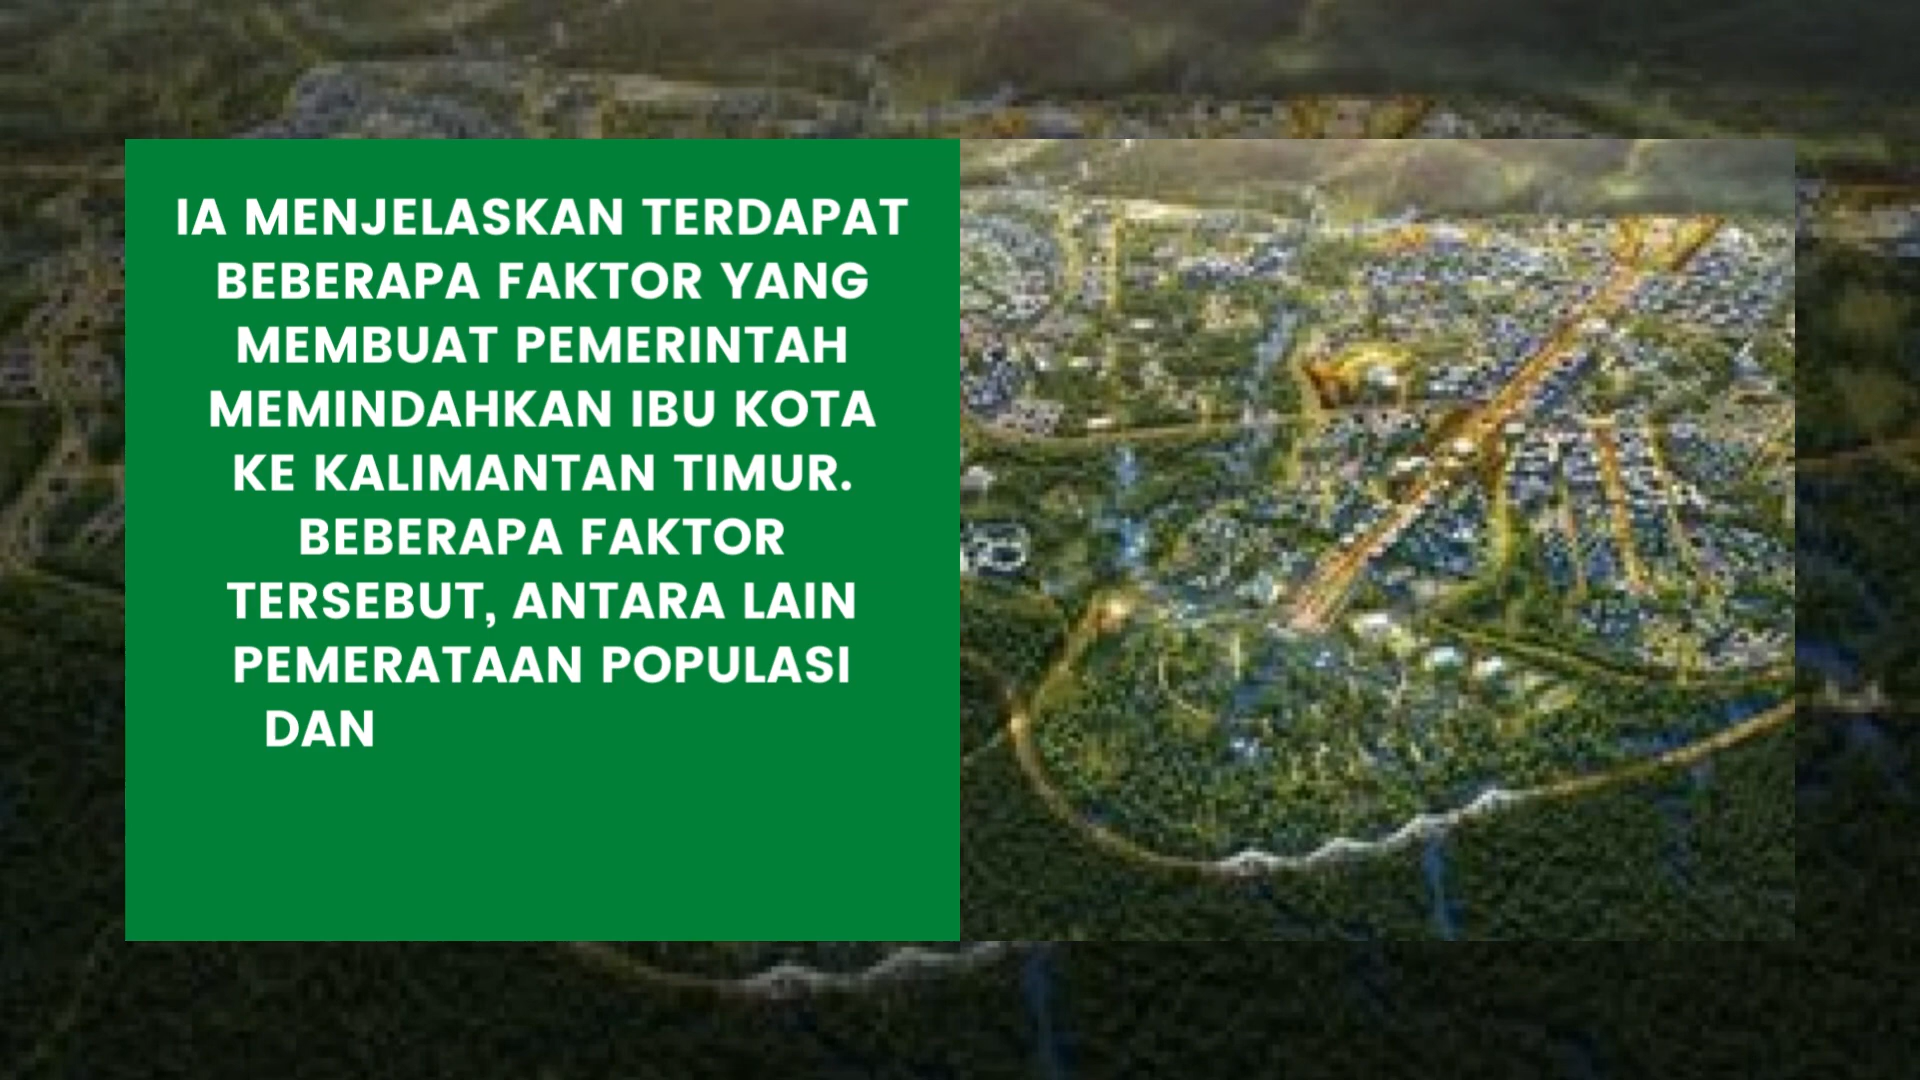 IA MENJELASKAN TERDAPAT
BEBERAPA FAKTOR YANG
MEMBUAT PEMERINTAH
MEMINDAHKAN IBU KOTA
KE KALIMANTAN TIMUR.
BEBERAPA FAKTOR
TERSEBUT, ANTARA LAIN
PEMERATAAN POPULASI
DAN